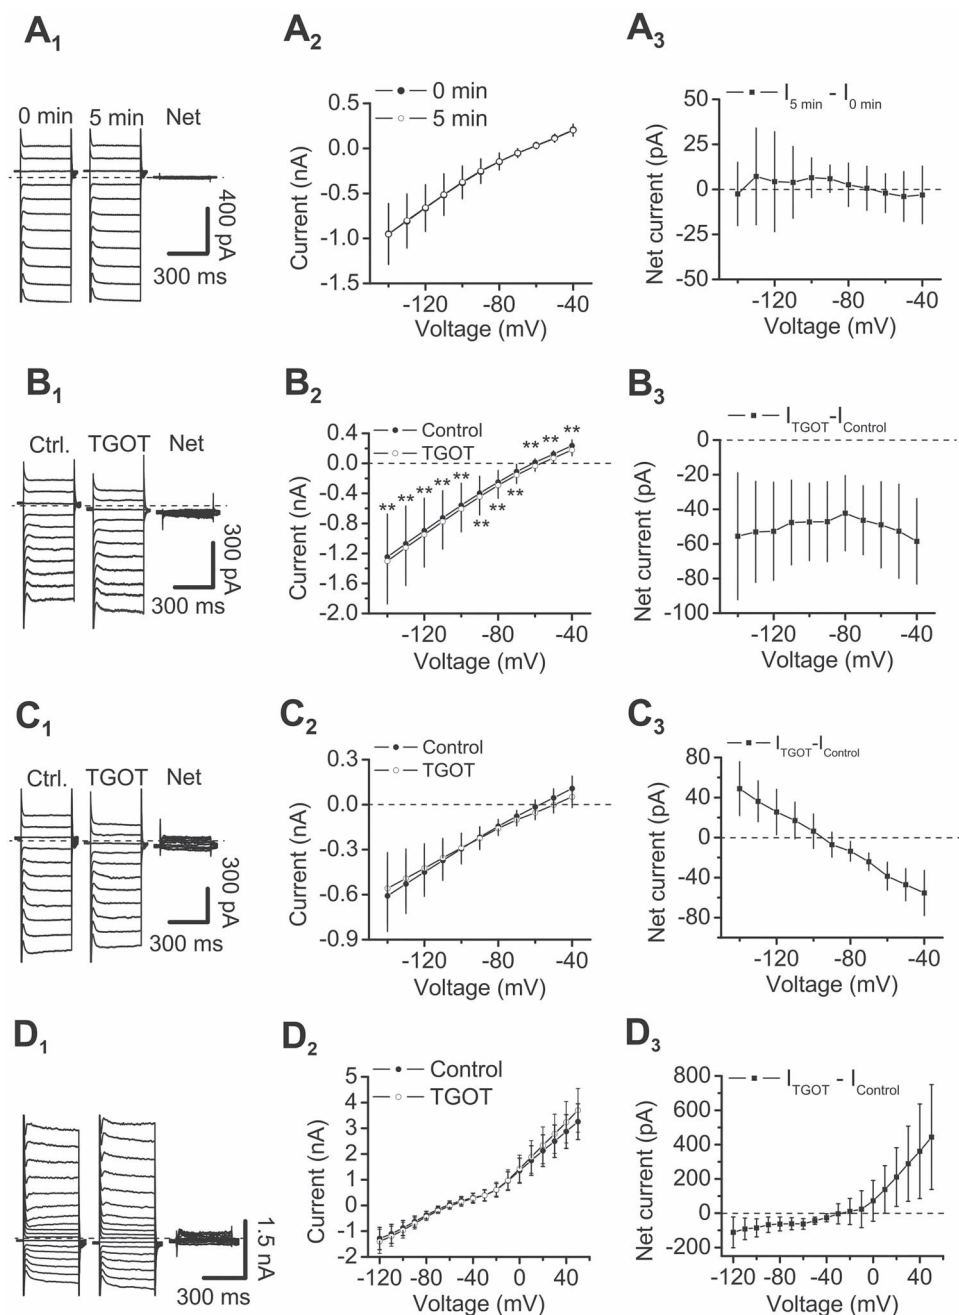 A1
A2
A3
0 min 5 min Net
400 pA
300 ms
0 min
5 min
0.5
0.0
-0.5
-1.0
-1.5
Current (nA)
-120 -80 -40
Voltage (mV)
I5 min - I0 min
50
25
0
-25
-50
Net current (pA)
-120 -80 -40
Voltage (mV)
B1
B2
B3
Ctrl. TGOT Net
300 pA
300 ms
Control
TGOT
0.4
0.0
-0.4
-0.8
-1.2
-1.6
-2.0
Current (nA)
** ** ** ** ** ** ** ** ** ** **
-120 -80 -40
Voltage (mV)
ITGOT-IControl
0
-20
-40
-60
-80
-100
Net current (pA)
-120 -80 -40
Voltage (mV)
C1
C2
C3
Ctrl. TGOT Net
300 pA
300 ms
Control
TGOT
0.3
0.0
-0.3
-0.6
-0.9
Current (nA)
-120 -80 -40
Voltage (mV)
ITGOT-IControl
80
40
0
-40
-80
Net current (pA)
-120 -80 -40
Voltage (mV)
D1
D2
D3
1.5 nA
300 ms
Control
TGOT
5
4
3
2
1
0
-1
-2
Current (nA)
-120 -80 -40 0 40
Voltage (mV)
ITGOT - IControl
800
600
400
200
0
-200
Net current (pA)
-120 -80 -40 0 40
Voltage (mV)